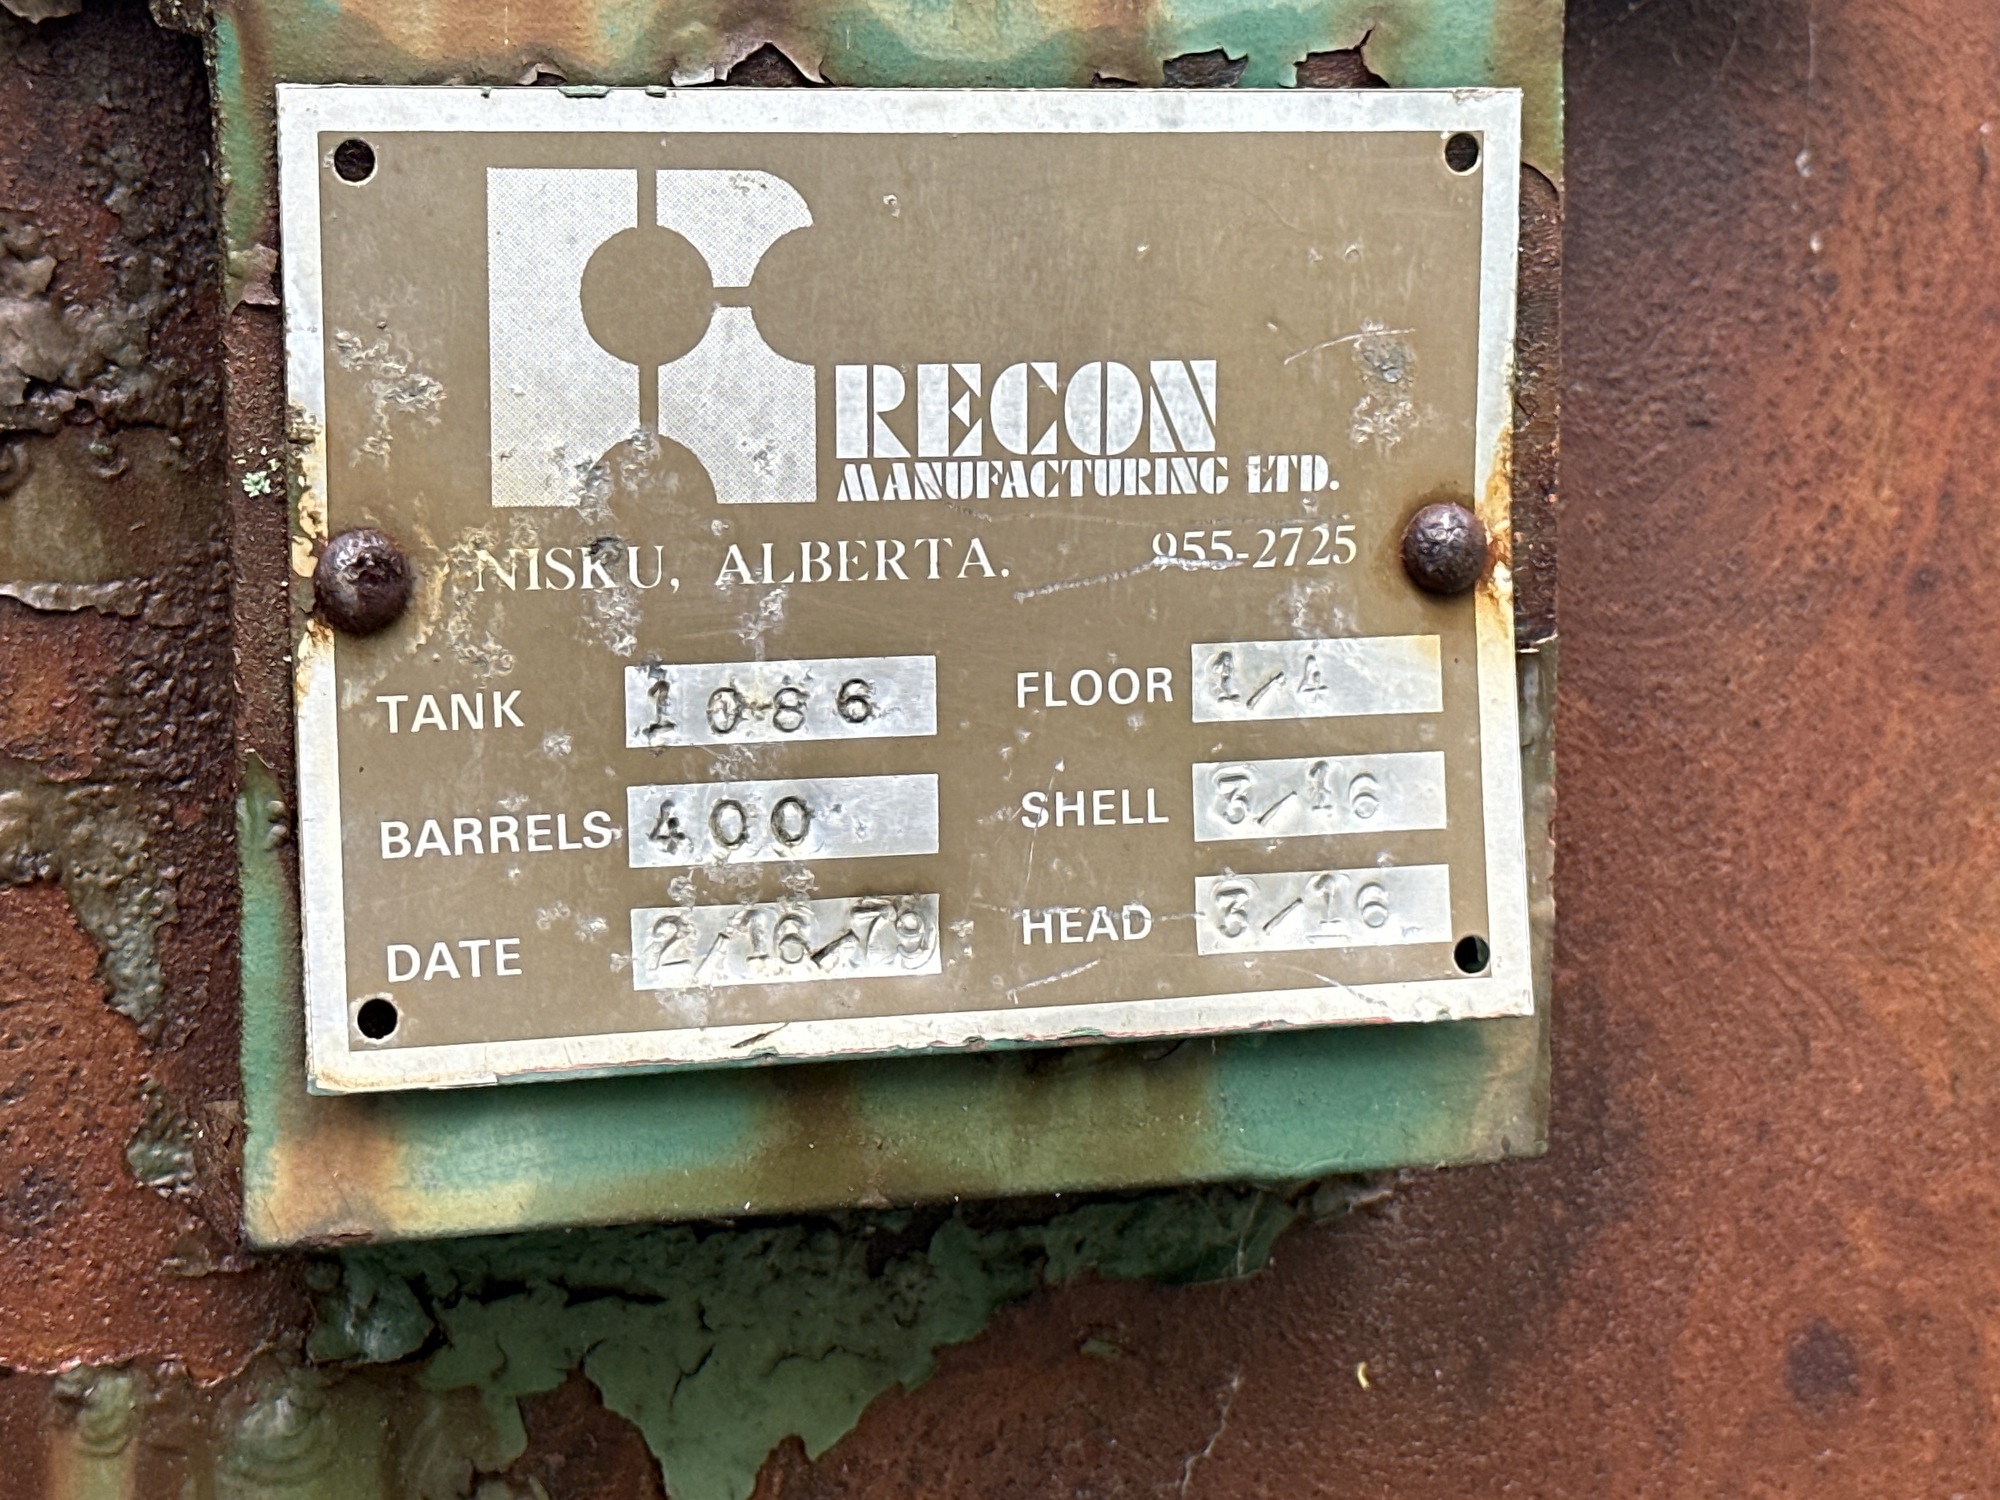 RECON
MANUFACTURING LTD.
NISKU, ALBERTA. 955-2725
TANK 1086 FLOOR 1/4
BARRELS 400 SHELL 3/16
DATE 2/16/79 HEAD 3/16